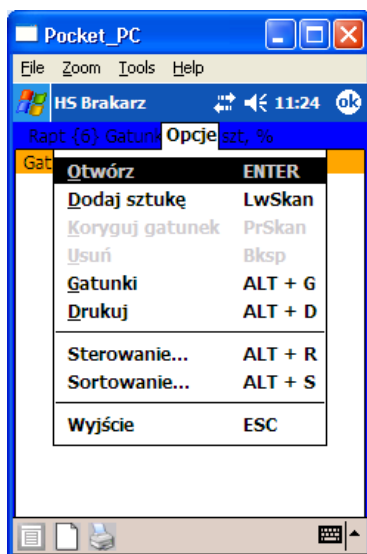 Pocket_PC
File Zoom Tools Help
HS Brakarz 11:24 ok
Rapt {6} Gatunk Opcje szt, %
Gat
Otwórz ENTER
Dodaj sztukę LwSkan
Koryguj gatunek PrSkan
Usuń Bksp
Gatunki ALT + G
Drukuj ALT + D
Sterowanie... ALT + R
Sortowanie... ALT + S
Wyjście ESC